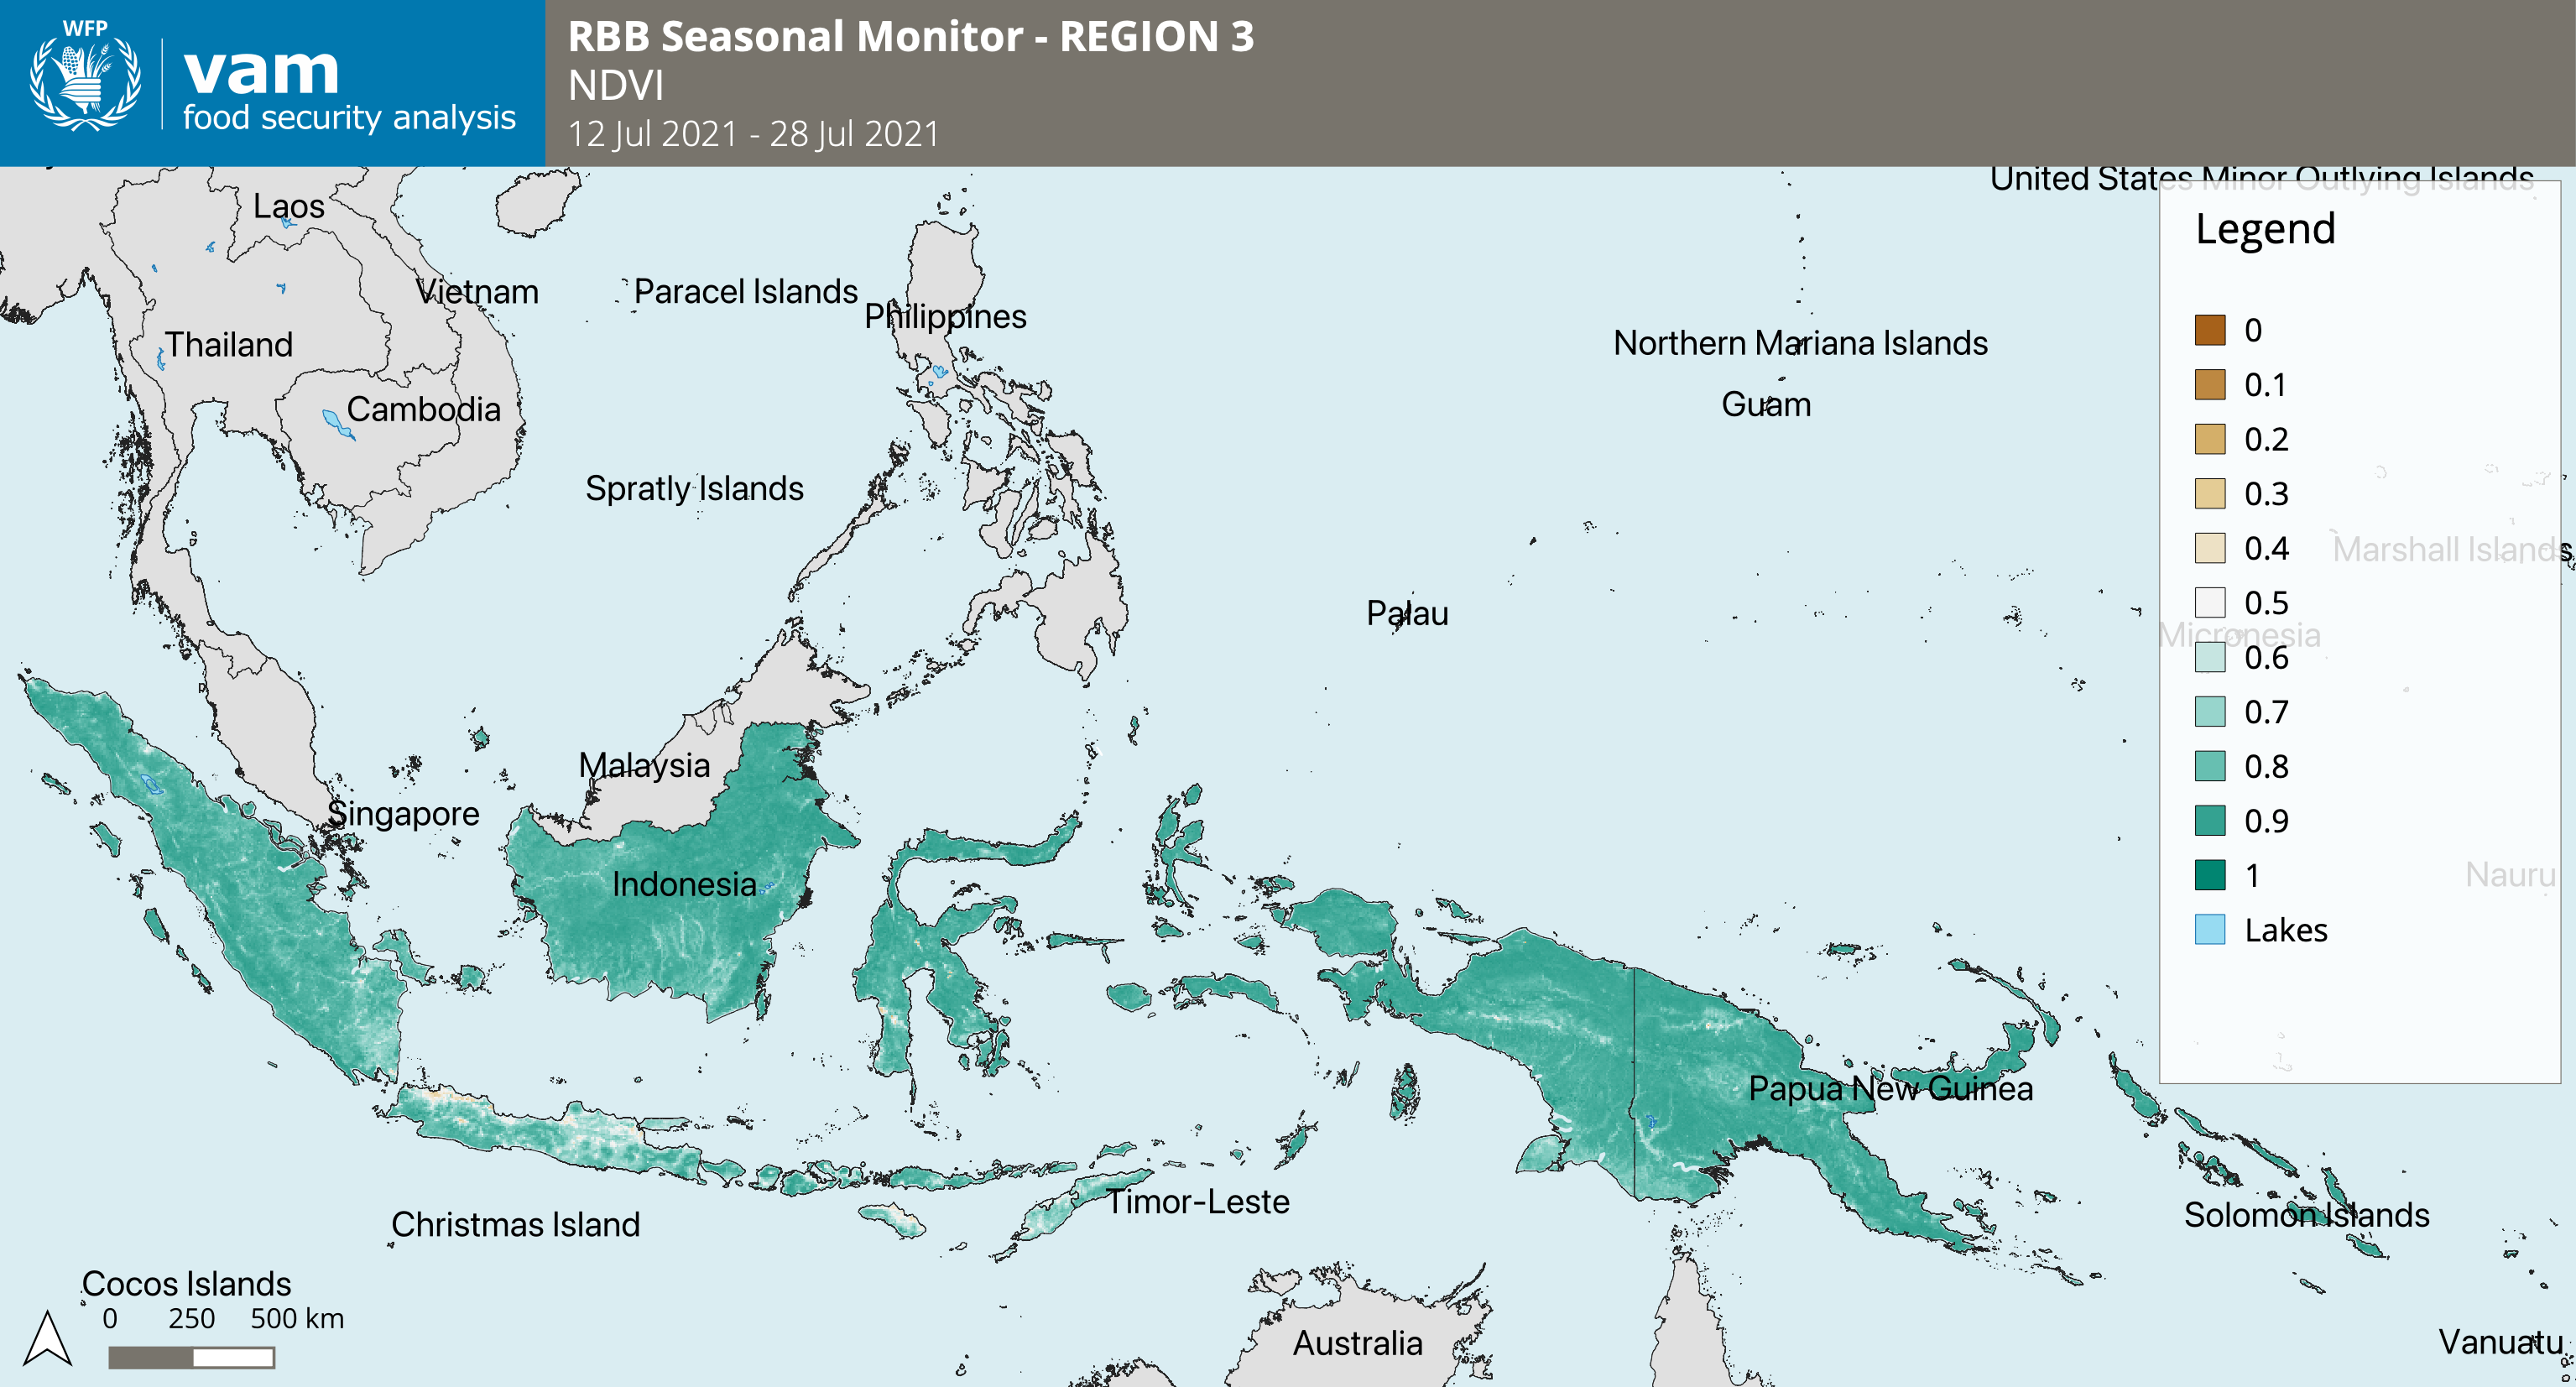 WFP
vam
food security analysis
RBB Seasonal Monitor - REGION 3
NDVI
12 Jul 2021 - 28 Jul 2021
United States Minor Outlying Islands
Laos
Vietnam
Paracel Islands
Philippines
Thailand
Northern Mariana Islands
Cambodia
Guam
Spratly Islands
Palau
Malaysia
Singapore
Indonesia
Papua New Guinea
Timor-Leste
Christmas Island
Solomon Islands
Cocos Islands
0 250 500 km
Australia
Vanuatu
Legend
0
0.1
0.2
0.3
0.4
Marshall Islands
0.5
Micronesia
0.6
0.7
0.8
0.9
1
Nauru
Lakes